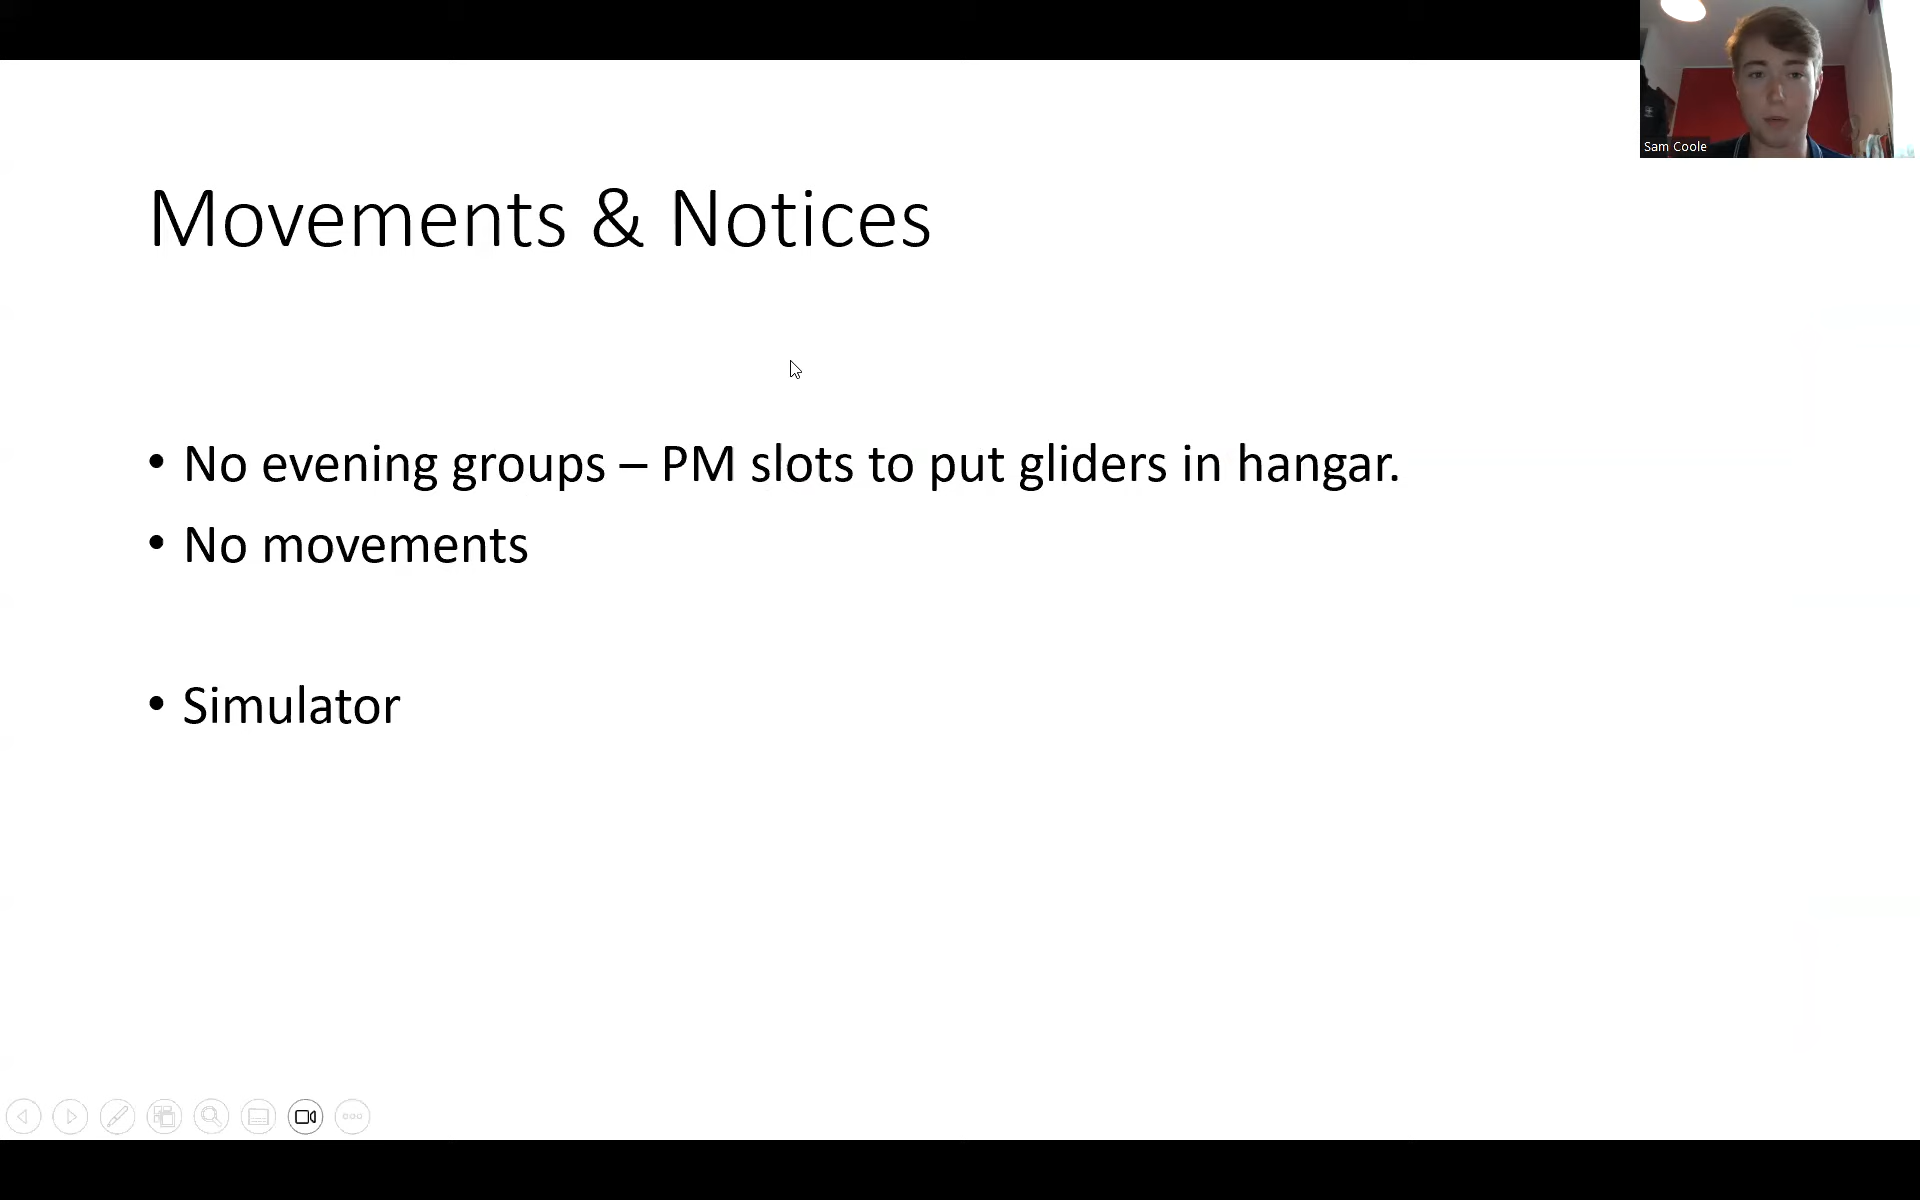 Sam Coole
Movements & Notices
• No evening groups – PM slots to put gliders in hangar.
• No movements
• Simulator